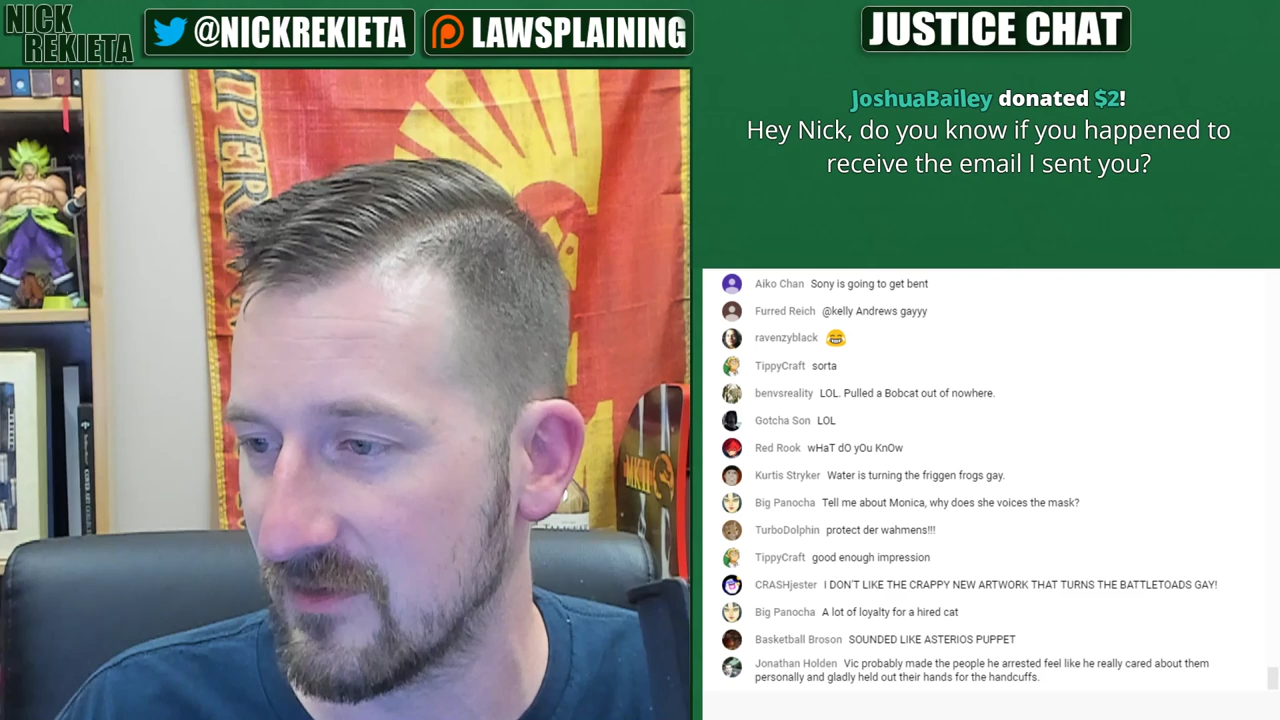 NICK
REKIETA
@NICKREKIETA
LAWSPLAINING
JUSTICE CHAT
JoshuaBailey donated $2!
Hey Nick, do you know if you happened to
receive the email I sent you?
Aiko Chan Sony is going to get bent
Furred Reich @kelly Andrews gayyy
ravenzyblack 😂
TippyCraft sorta
benvsreality LOL. Pulled a Bobcat out of nowhere.
Gotcha Son LOL
Red Rook wHaT dO yOu KnOw
Kurtis Stryker Water is turning the friggen frogs gay.
Big Panocha Tell me about Monica, why does she voices the mask?
TurboDolphin protect der wahmens!!!
TippyCraft good enough impression
CRASHjester I DON'T LIKE THE CRAPPY NEW ARTWORK THAT TURNS THE BATTLETOADS GAY!
Big Panocha A lot of loyalty for a hired cat
Basketball Broson SOUNDED LIKE ASTERIOS PUPPET
Jonathan Holden Vic probably made the people he arrested feel like he really cared about them
personally and gladly held out their hands for the handcuffs.
MKII